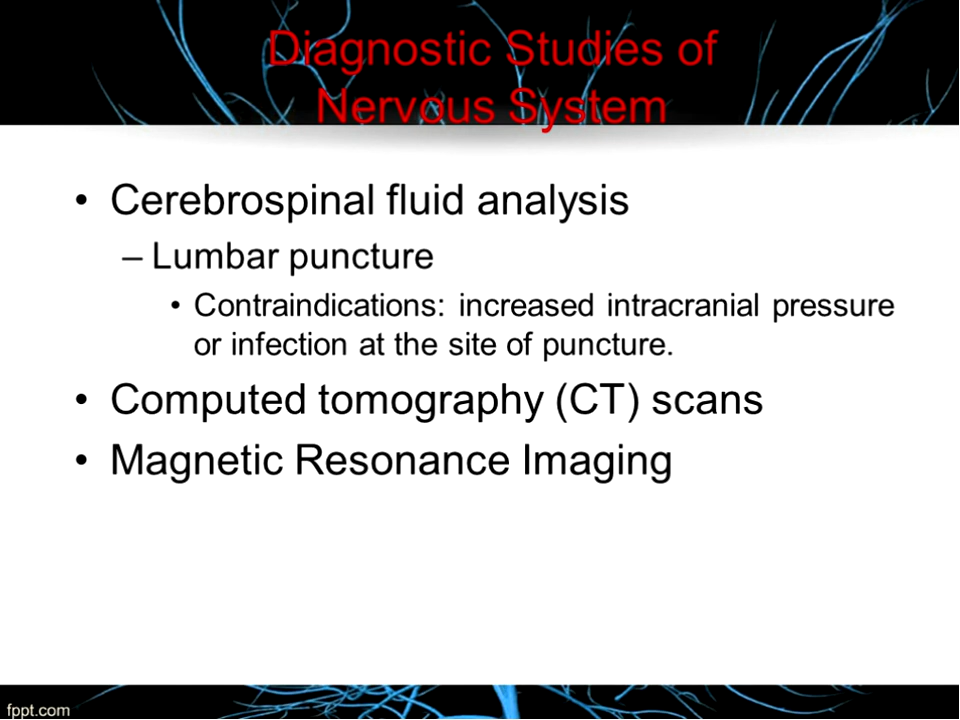 Diagnostic Studies of
Nervous System
• Cerebrospinal fluid analysis
– Lumbar puncture
• Contraindications: increased intracranial pressure
or infection at the site of puncture.
• Computed tomography (CT) scans
• Magnetic Resonance Imaging
fppt.com